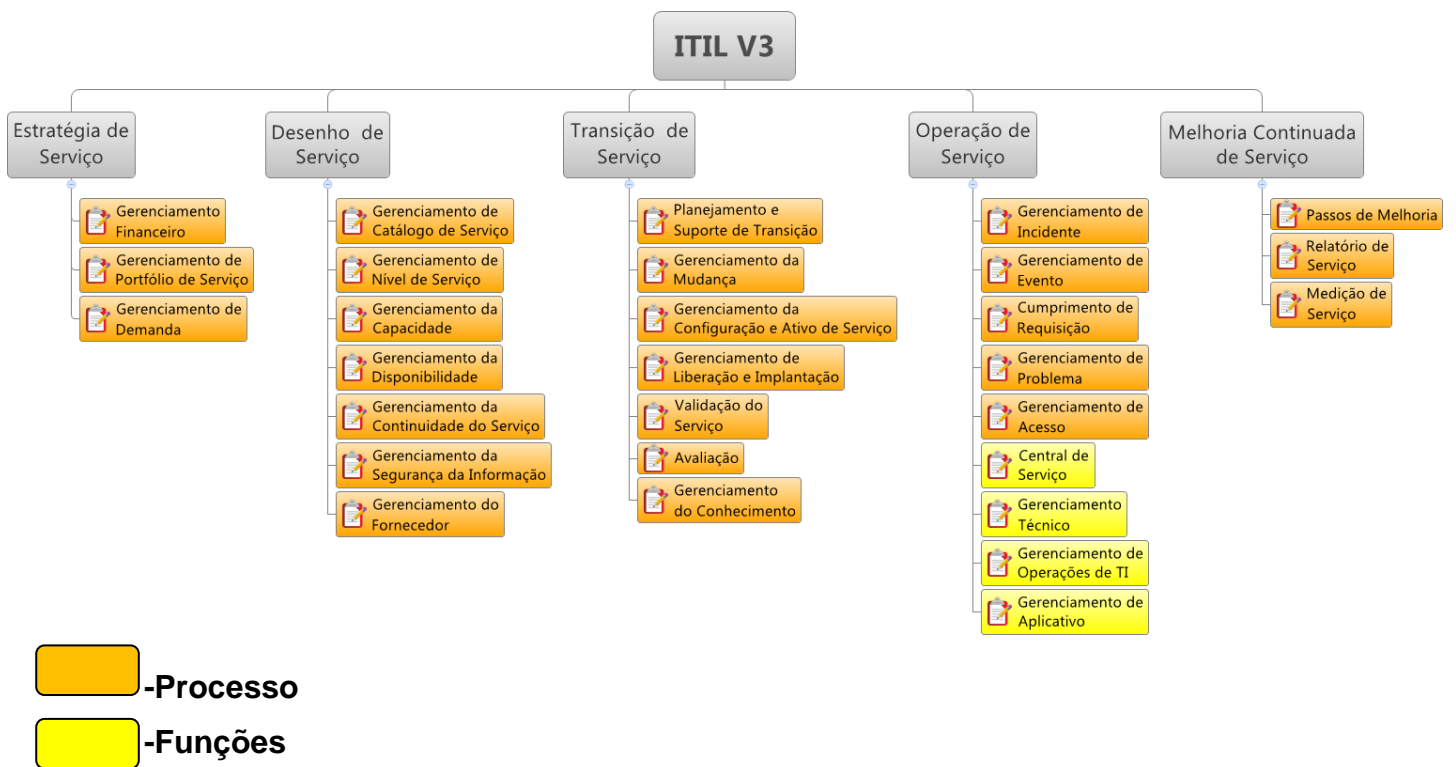 ITIL V3
Estratégia de
Serviço
Gerenciamento
Financeiro
Gerenciamento de
Portfólio de Serviço
Gerenciamento de
Demanda
Desenho de
Serviço
Gerenciamento de
Catálogo de Serviço
Gerenciamento de
Nível de Serviço
Gerenciamento da
Capacidade
Gerenciamento da
Disponibilidade
Gerenciamento da
Continuidade do Serviço
Gerenciamento da
Segurança da Informação
Gerenciamento do
Fornecedor
Transição de
Serviço
Planejamento e
Suporte de Transição
Gerenciamento da
Mudança
Gerenciamento da
Configuração e Ativo de Serviço
Gerenciamento de
Liberação e Implantação
Validação do
Serviço
Avaliação
Gerenciamento
do Conhecimento
Operação de
Serviço
Gerenciamento de
Incidente
Gerenciamento de
Evento
Cumprimento de
Requisição
Gerenciamento de
Problema
Gerenciamento de
Acesso
Central de
Serviço
Gerenciamento
Técnico
Gerenciamento de
Operações de TI
Gerenciamento de
Aplicativo
Melhoria Continuada
de Serviço
Passos de Melhoria
Relatório de
Serviço
Medição de
Serviço
-Processo
-Funções